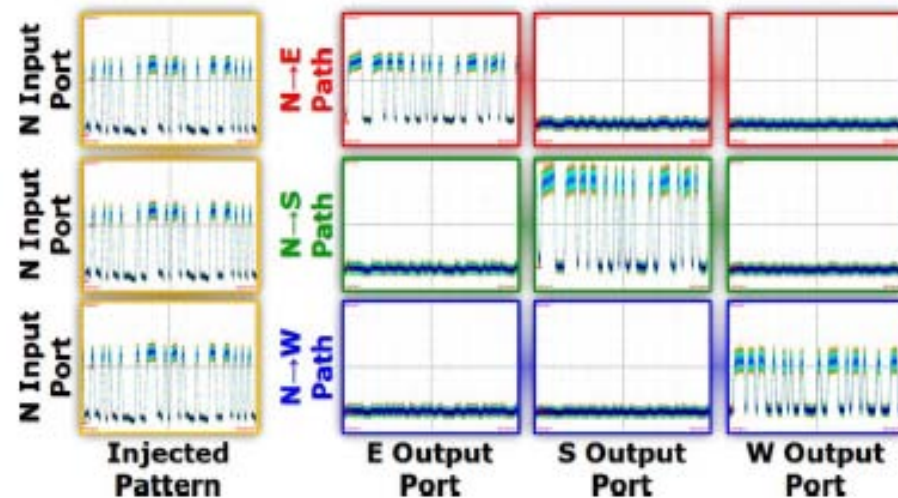 N Input
Port
N→E
Path
N Input
Port
N→S
Path
N Input
Port
N→W
Path
Injected
Pattern
E Output
Port
S Output
Port
W Output
Port